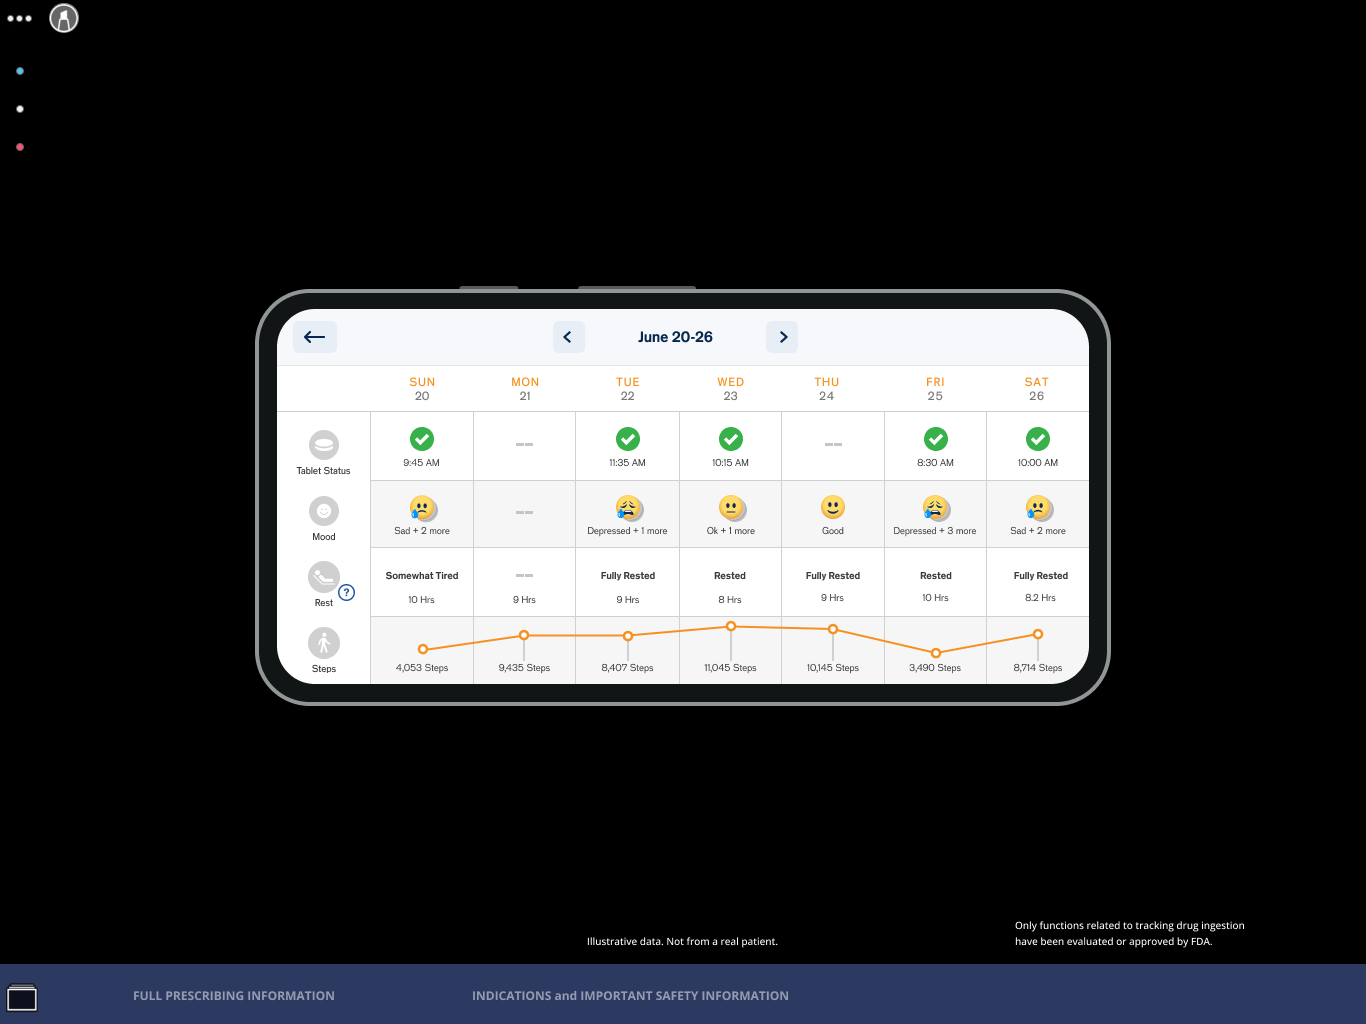 June 20-26
SUN MON TUE WED THU FRI SAT
20 21 22 23 24 25 26
Tablet Status
9:45 AM -- 11:35 AM 10:15 AM -- 8:30 AM 10:00 AM
Mood
Sad + 2 more -- Depressed + 1 more Ok + 1 more Good Depressed + 3 more Sad + 2 more
Rest ?
Somewhat Tired -- Fully Rested Rested Fully Rested Rested Fully Rested
10 Hrs 9 Hrs 9 Hrs 8 Hrs 9 Hrs 10 Hrs 8.2 Hrs
Steps
4,053 Steps 9,435 Steps 8,407 Steps 11,045 Steps 10,145 Steps 3,490 Steps 8,714 Steps
Illustrative data. Not from a real patient.
Only functions related to tracking drug ingestion
have been evaluated or approved by FDA.
FULL PRESCRIBING INFORMATION
INDICATIONS and IMPORTANT SAFETY INFORMATION